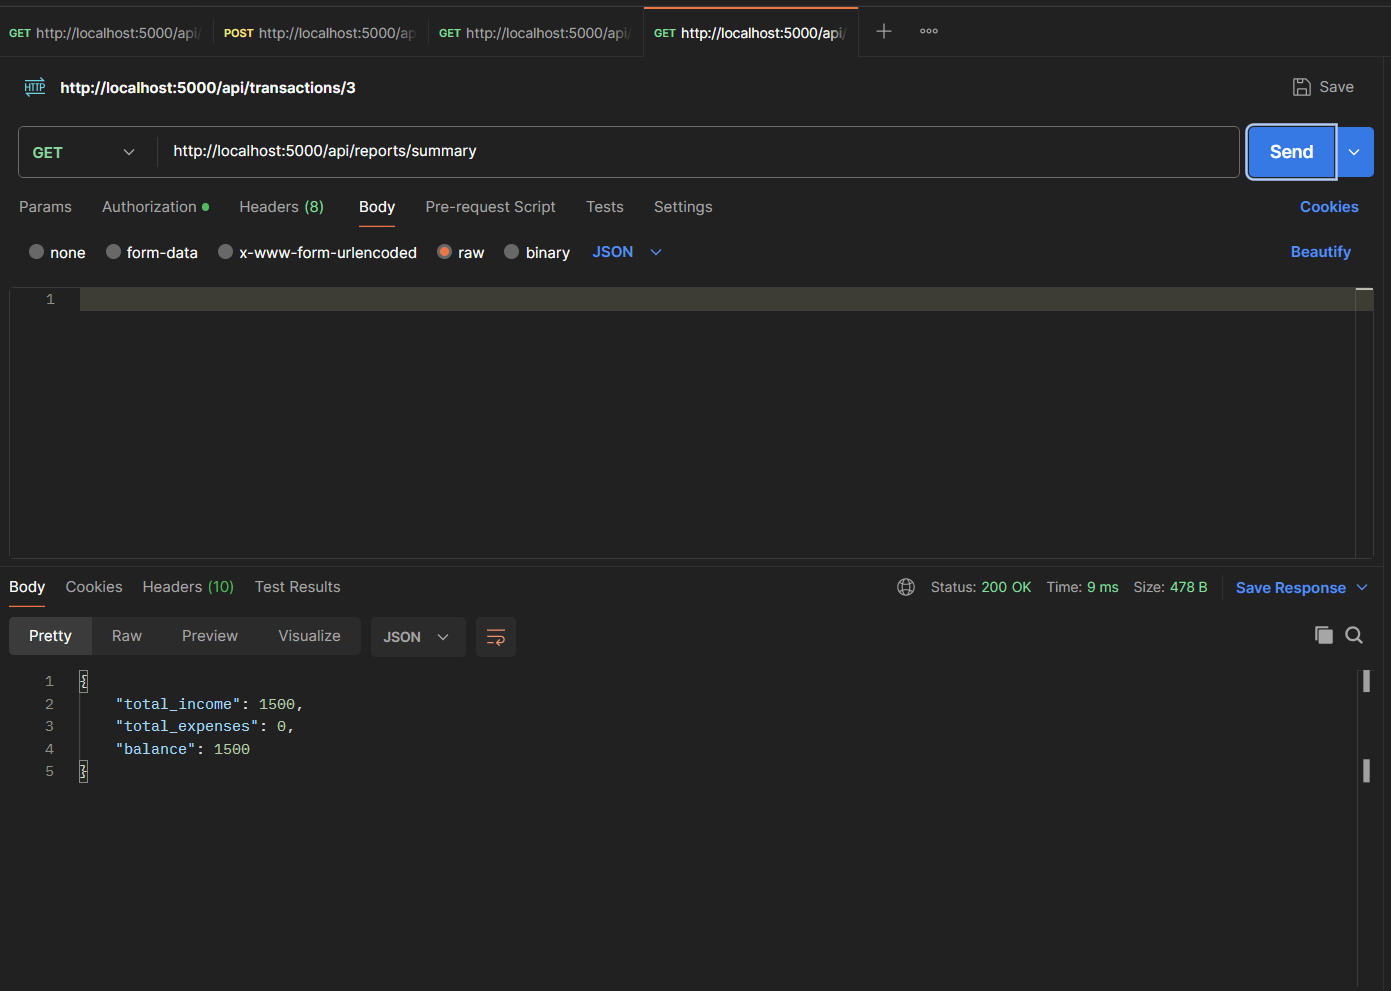 GET http://localhost:5000/api/ POST http://localhost:5000/ap GET http://localhost:5000/api/ GET http://localhost:5000/api/
HTTP http://localhost:5000/api/transactions/3 Save
GET http://localhost:5000/api/reports/summary Send
Params Authorization Headers (8) Body Pre-request Script Tests Settings Cookies
none form-data x-www-form-urlencoded raw binary JSON Beautify
1
Body Cookies Headers (10) Test Results Status: 200 OK Time: 9 ms Size: 478 B Save Response
Pretty Raw Preview Visualize JSON
1 {
2 "total_income": 1500,
3 "total_expenses": 0,
4 "balance": 1500
5 }